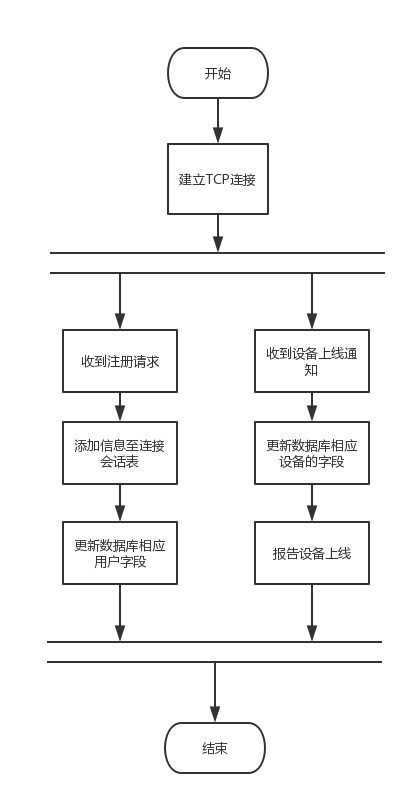 开始
建立TCP连接
收到注册请求
添加信息至连接
会话表
更新数据库相应
用户字段
收到设备上线通
知
更新数据库相应
设备的字段
报告设备上线
结束